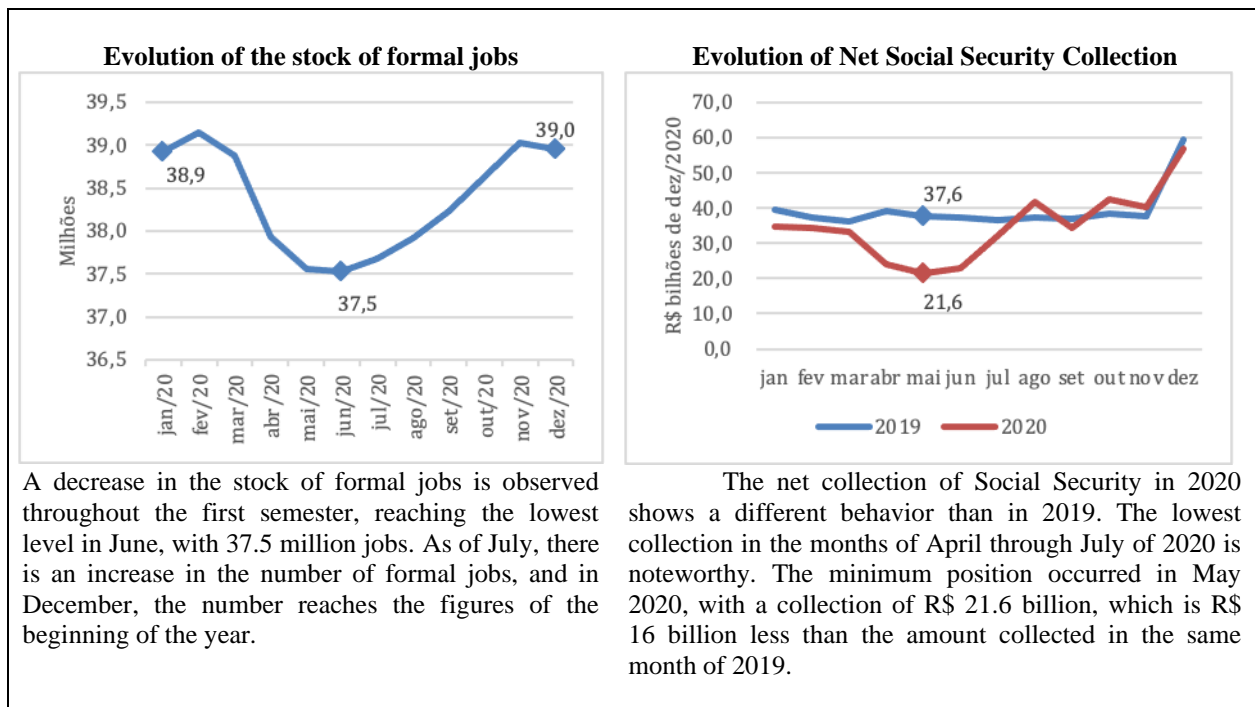 Evolution of the stock of formal jobs
39,5
39,0
38,5
38,0
37,5
37,0
36,5
Milhões
38,9
37,5
39,0
jan/20
fev/20
mar/20
abr/20
mai/20
jun/20
jul/20
ago/20
set/20
out/20
nov/20
dez/20
A decrease in the stock of formal jobs is observed
throughout the first semester, reaching the lowest
level in June, with 37.5 million jobs. As of July, there
is an increase in the number of formal jobs, and in
December, the number reaches the figures of the
beginning of the year.
Evolution of Net Social Security Collection
70,0
60,0
50,0
40,0
30,0
20,0
10,0
0,0
R$ bilhões de dez/2020
37,6
21,6
jan fev mar abr mai jun jul ago set out nov dez
2019 2020
The net collection of Social Security in 2020
shows a different behavior than in 2019. The lowest
collection in the months of April through July of 2020 is
noteworthy. The minimum position occurred in May
2020, with a collection of R$ 21.6 billion, which is R$
16 billion less than the amount collected in the same
month of 2019.